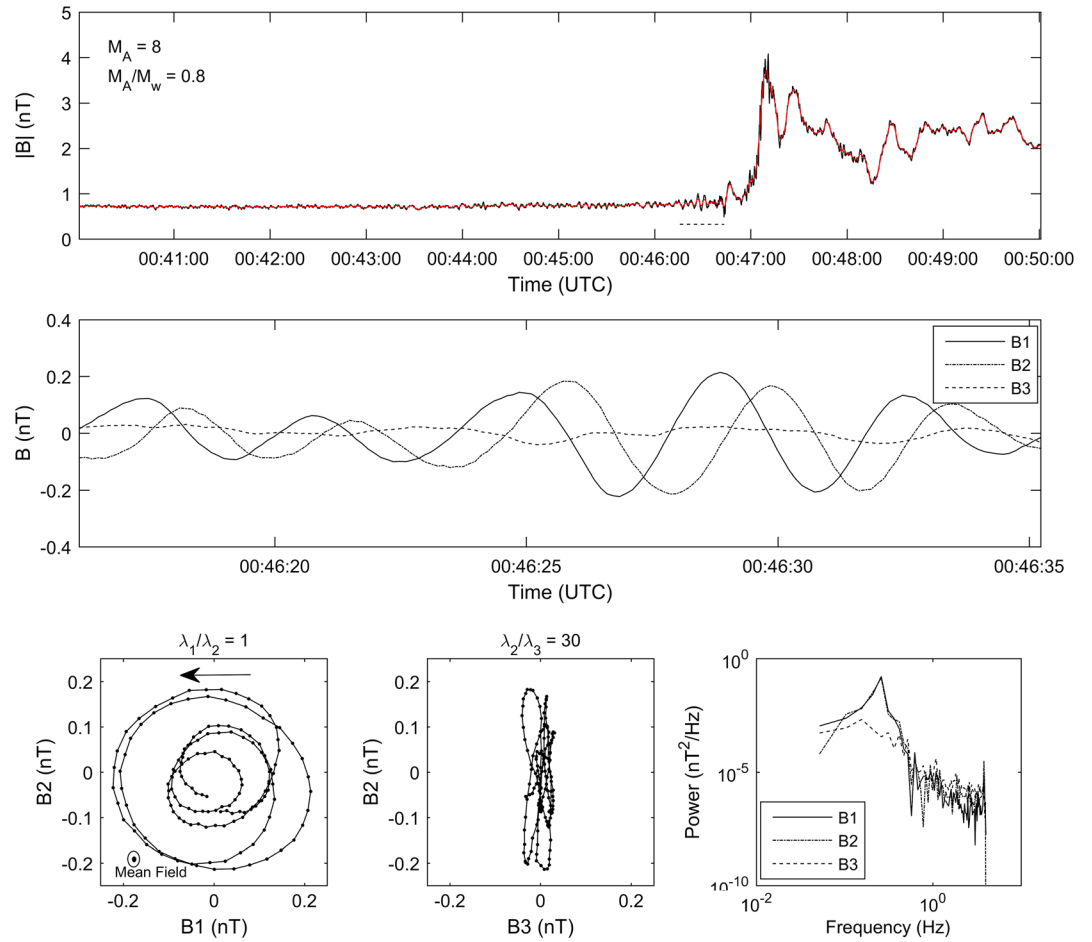 5
4
3
2
1
0
|B| (nT)
M_A = 8
M_A/M_w = 0.8
00:41:00 00:42:00 00:43:00 00:44:00 00:45:00 00:46:00 00:47:00 00:48:00 00:49:00 00:50:00
Time (UTC)
0.4
0.2
0
-0.2
-0.4
B (nT)
B1
B2
B3
00:46:20 00:46:25 00:46:30 00:46:35
Time (UTC)
λ1/λ2 = 1
0.2
0.1
0
-0.1
-0.2
B2 (nT)
Mean Field
-0.2 0 0.2
B1 (nT)
λ2/λ3 = 30
0.2
0.1
0
-0.1
-0.2
B2 (nT)
-0.2 0 0.2
B3 (nT)
10^0
10^-5
10^-10
Power (nT^2/Hz)
B1
B2
B3
10^-2 10^0
Frequency (Hz)